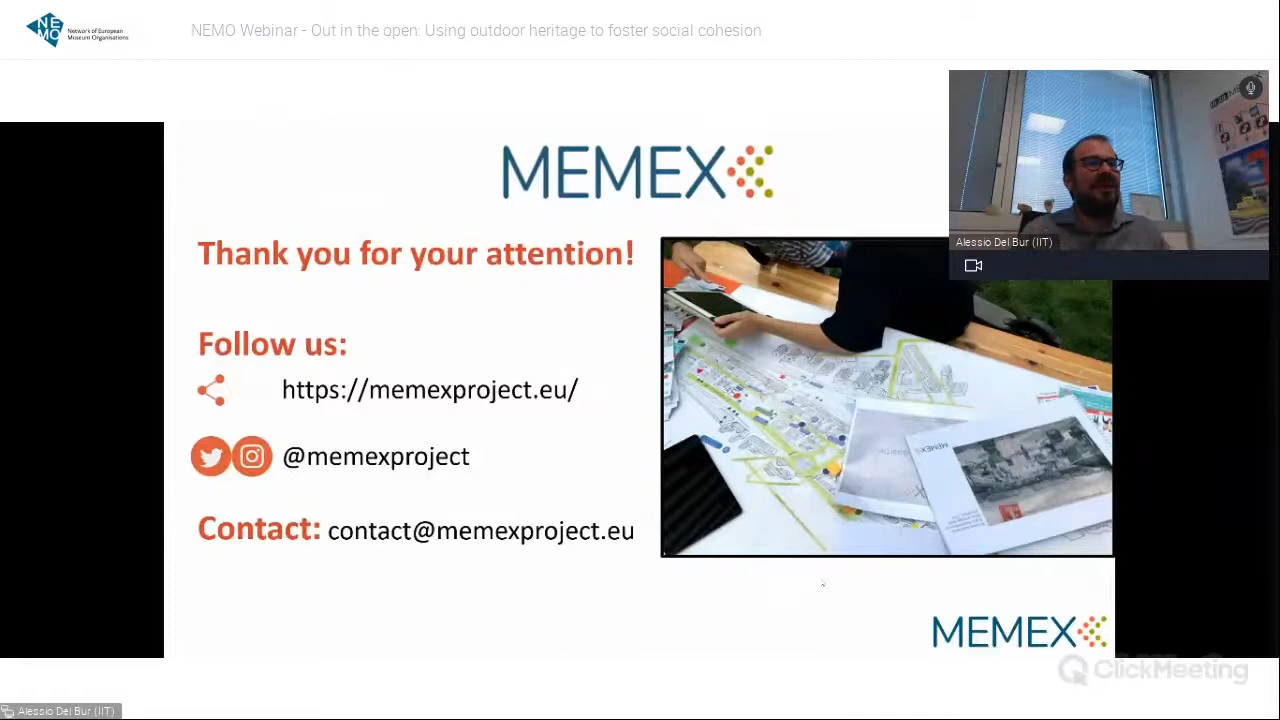 NEMO
Network of European
Museum Organisations
NEMO Webinar - Out in the open: Using outdoor heritage to foster social cohesion
MEMEX
Alessio Del Bur (IIT)
Thank you for your attention!
Follow us:
https://memexproject.eu/
@memexproject
Contact: contact@memexproject.eu
MEMEX
MEMEX
ClickMeeting
Alessio Del Bur (IIT)